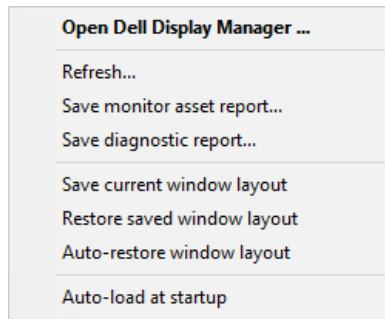 Open Dell Display Manager ...
Refresh...
Save monitor asset report...
Save diagnostic report...
Save current window layout
Restore saved window layout
Auto-restore window layout
Auto-load at startup